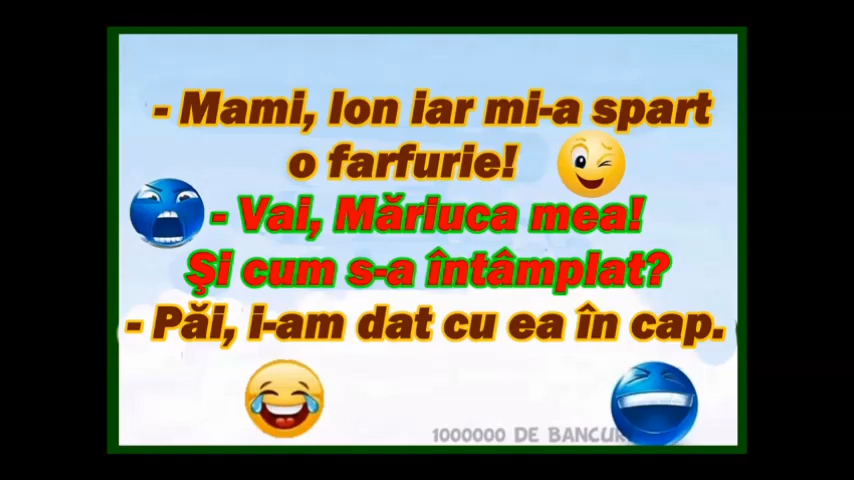 - Mami, Ion iar mi-a spart
o farfurie!
- Vai, Măriuca mea!
Şi cum s-a întâmplat?
- Păi, i-am dat cu ea în cap.
1000000 DE BANCURI